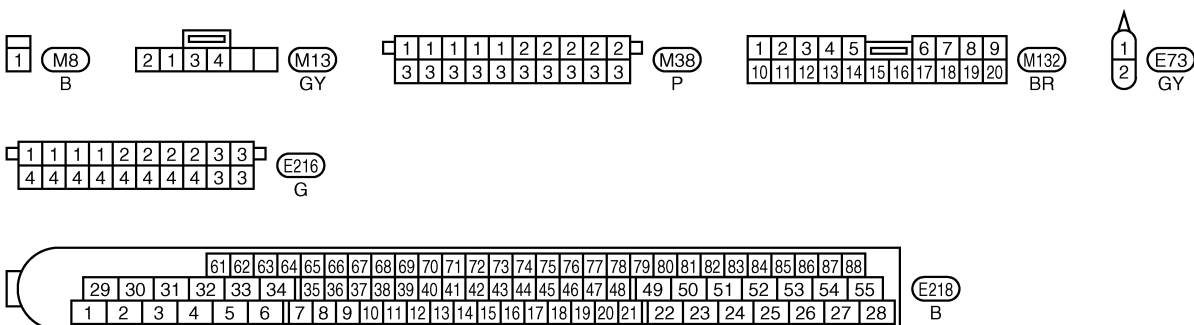 1 M8 B
2 1 3 4 M13 GY
1 1 1 1 1 2 2 2 2 2 M38 P
3 3 3 3 3 3 3 3 3 3
1 2 3 4 5 6 7 8 9 M132 BR
10 11 12 13 14 15 16 17 18 19 20
1 E73 GY
2
1 1 1 1 2 2 2 2 3 3 E216 G
4 4 4 4 4 4 4 4 3 3
61 62 63 64 65 66 67 68 69 70 71 72 73 74 75 76 77 78 79 80 81 82 83 84 85 86 87 88
29 30 31 32 33 34 35 36 37 38 39 40 41 42 43 44 45 46 47 48 49 50 51 52 53 54 55 E218 B
1 2 3 4 5 6 7 8 9 10 11 12 13 14 15 16 17 18 19 20 21 22 23 24 25 26 27 28